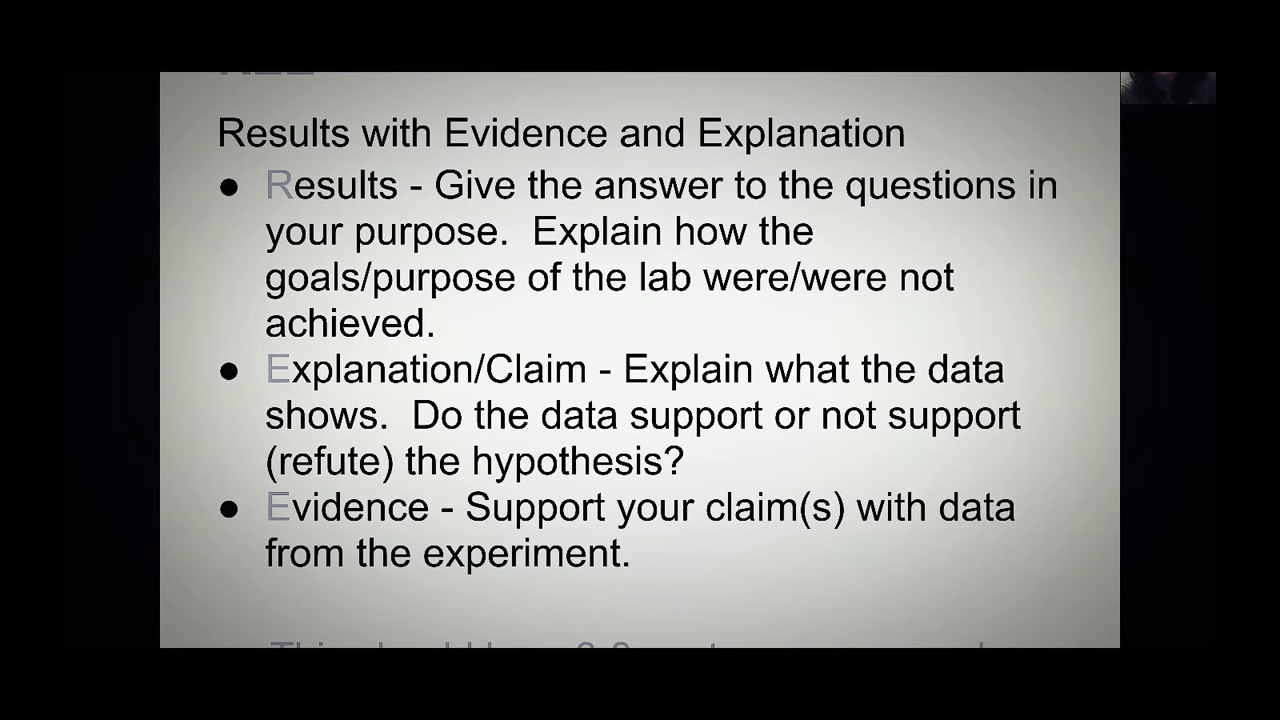 Results with Evidence and Explanation
● Results - Give the answer to the questions in
your purpose.  Explain how the
goals/purpose of the lab were/were not
achieved.
● Explanation/Claim - Explain what the data
shows.  Do the data support or not support
(refute) the hypothesis?
● Evidence - Support your claim(s) with data
from the experiment.